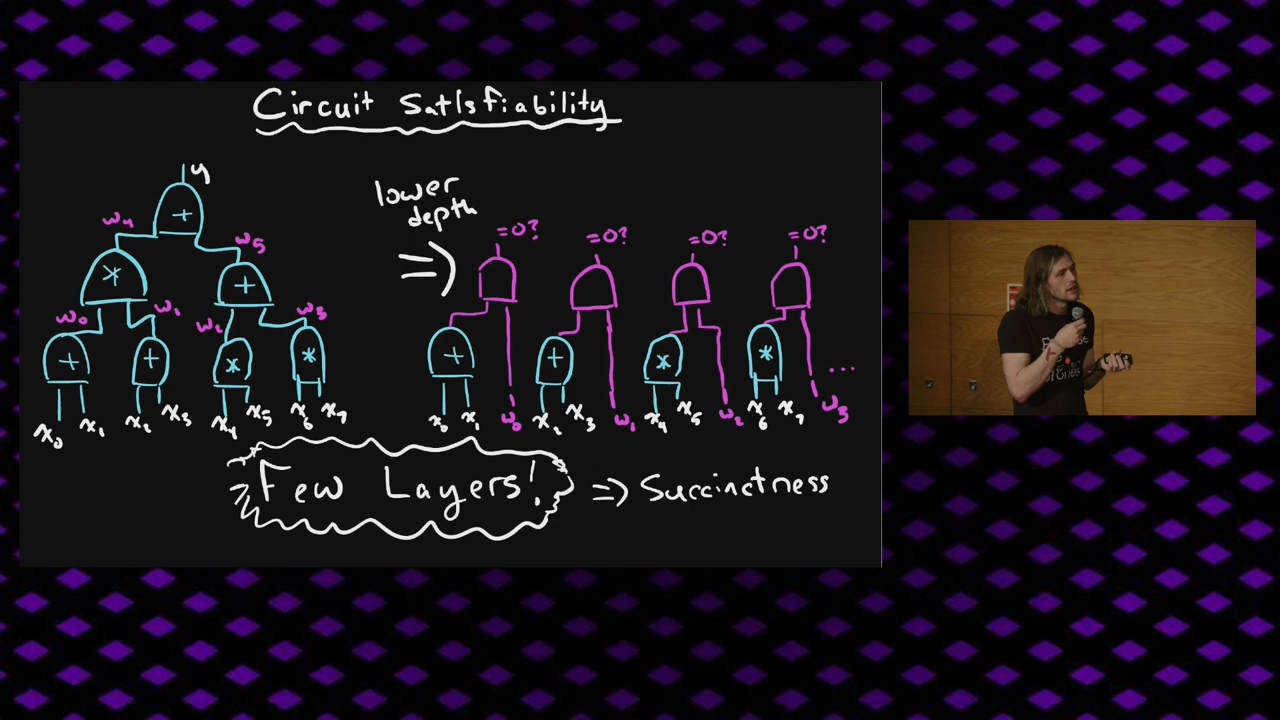 Circuit Satisfiability
y
lower
depth
=>
w4
w5
+
=0? =0? =0? =0?
* +
w0 w1 w2 w3
+ + * *
+ + * *
...
x0 x1 x2 x3 x4 x5 x6 x7
x0 x1 w0 x2 x3 w1 x4 x5 w2 x6 x7 w3
Few Layers! => Succinctness